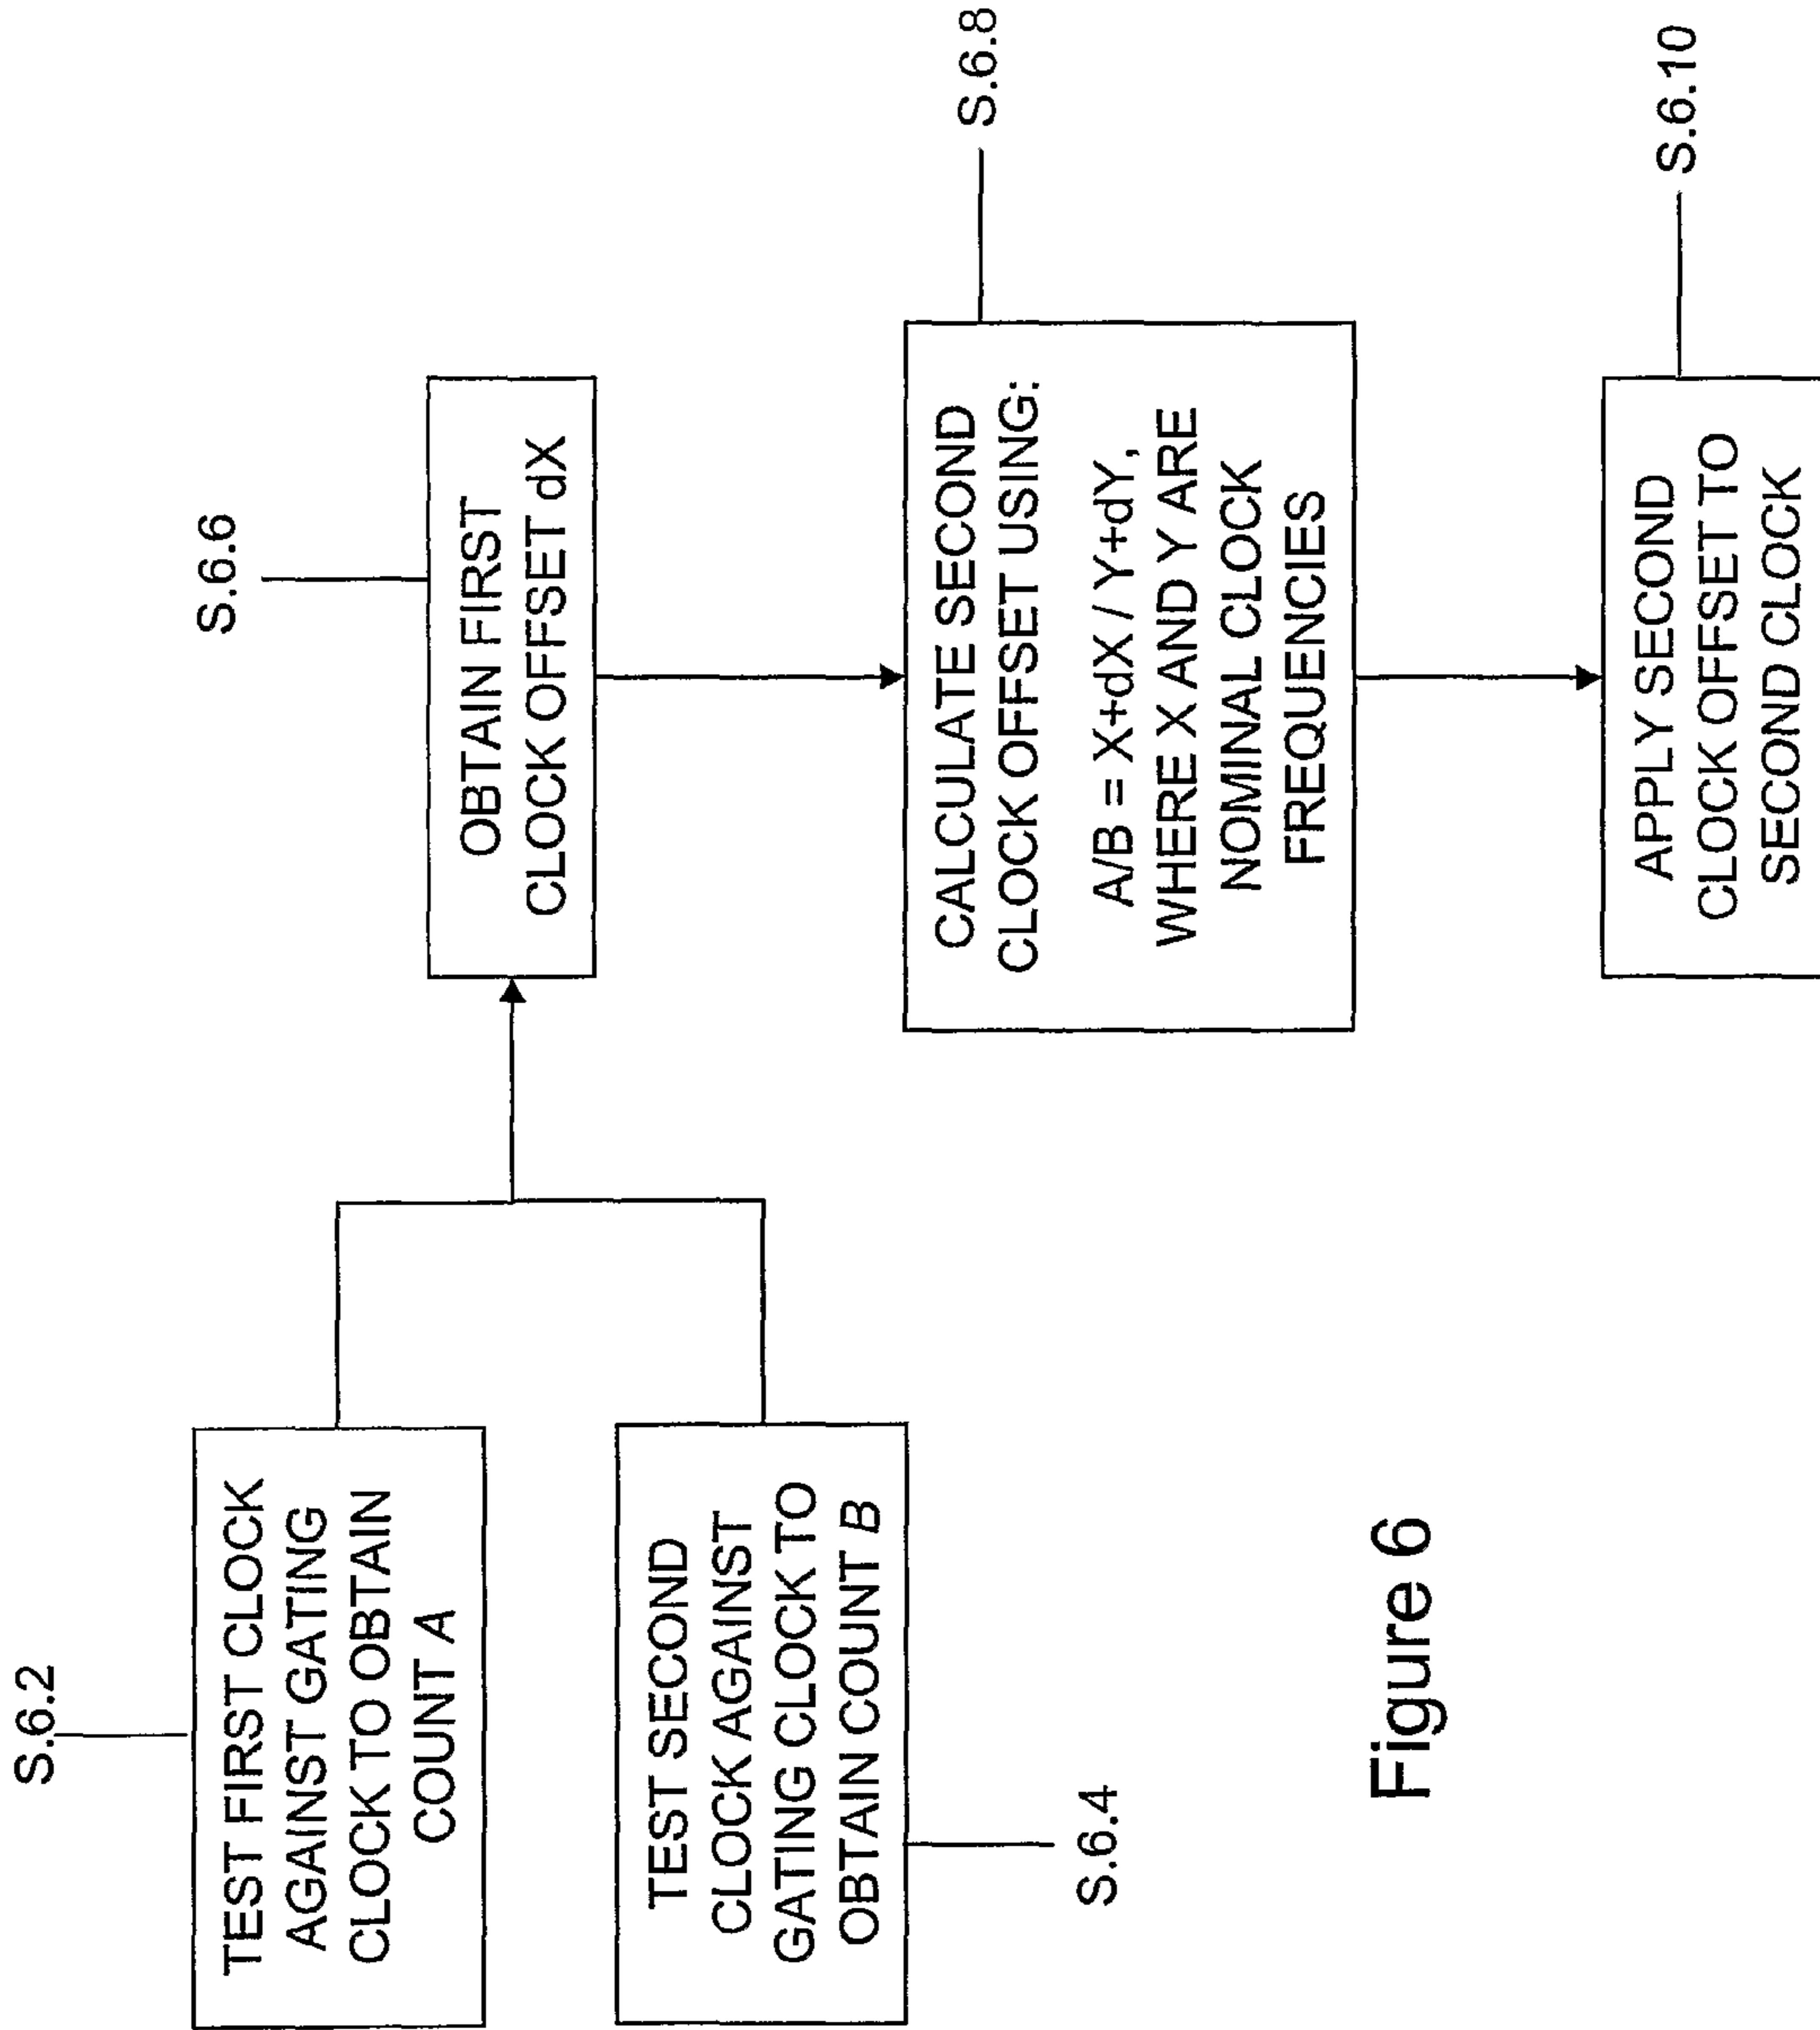 S.6.2
TEST FIRST CLOCK
AGAINST GATING
CLOCK TO OBTAIN
COUNT A
TEST SECOND
CLOCK AGAINST
GATING CLOCK TO
OBTAIN COUNT B
S.6.4
S.6.6
OBTAIN FIRST
CLOCK OFFSET dX
CALCULATE SECOND
CLOCK OFFSET USING:
A/B = X+dX / Y+dY,
WHERE X AND Y ARE
NOMINAL CLOCK
FREQUENCIES
S.6.8
APPLY SECOND
CLOCK OFFSET TO
SECOND CLOCK
S.6.10
Figure 6